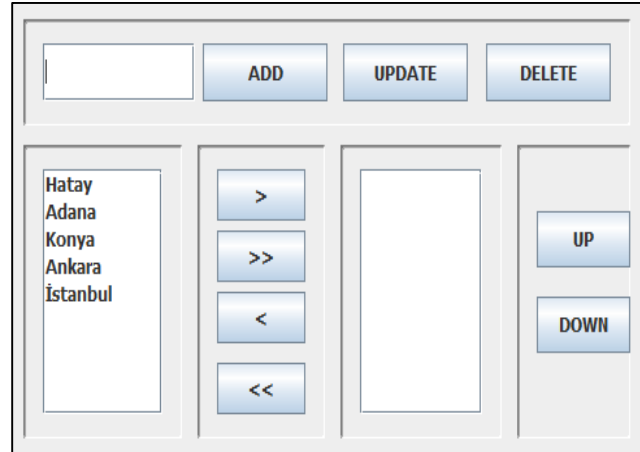 ADD UPDATE DELETE
Hatay
Adana
Konya
Ankara
İstanbul
>
>>
<
<<
UP
DOWN